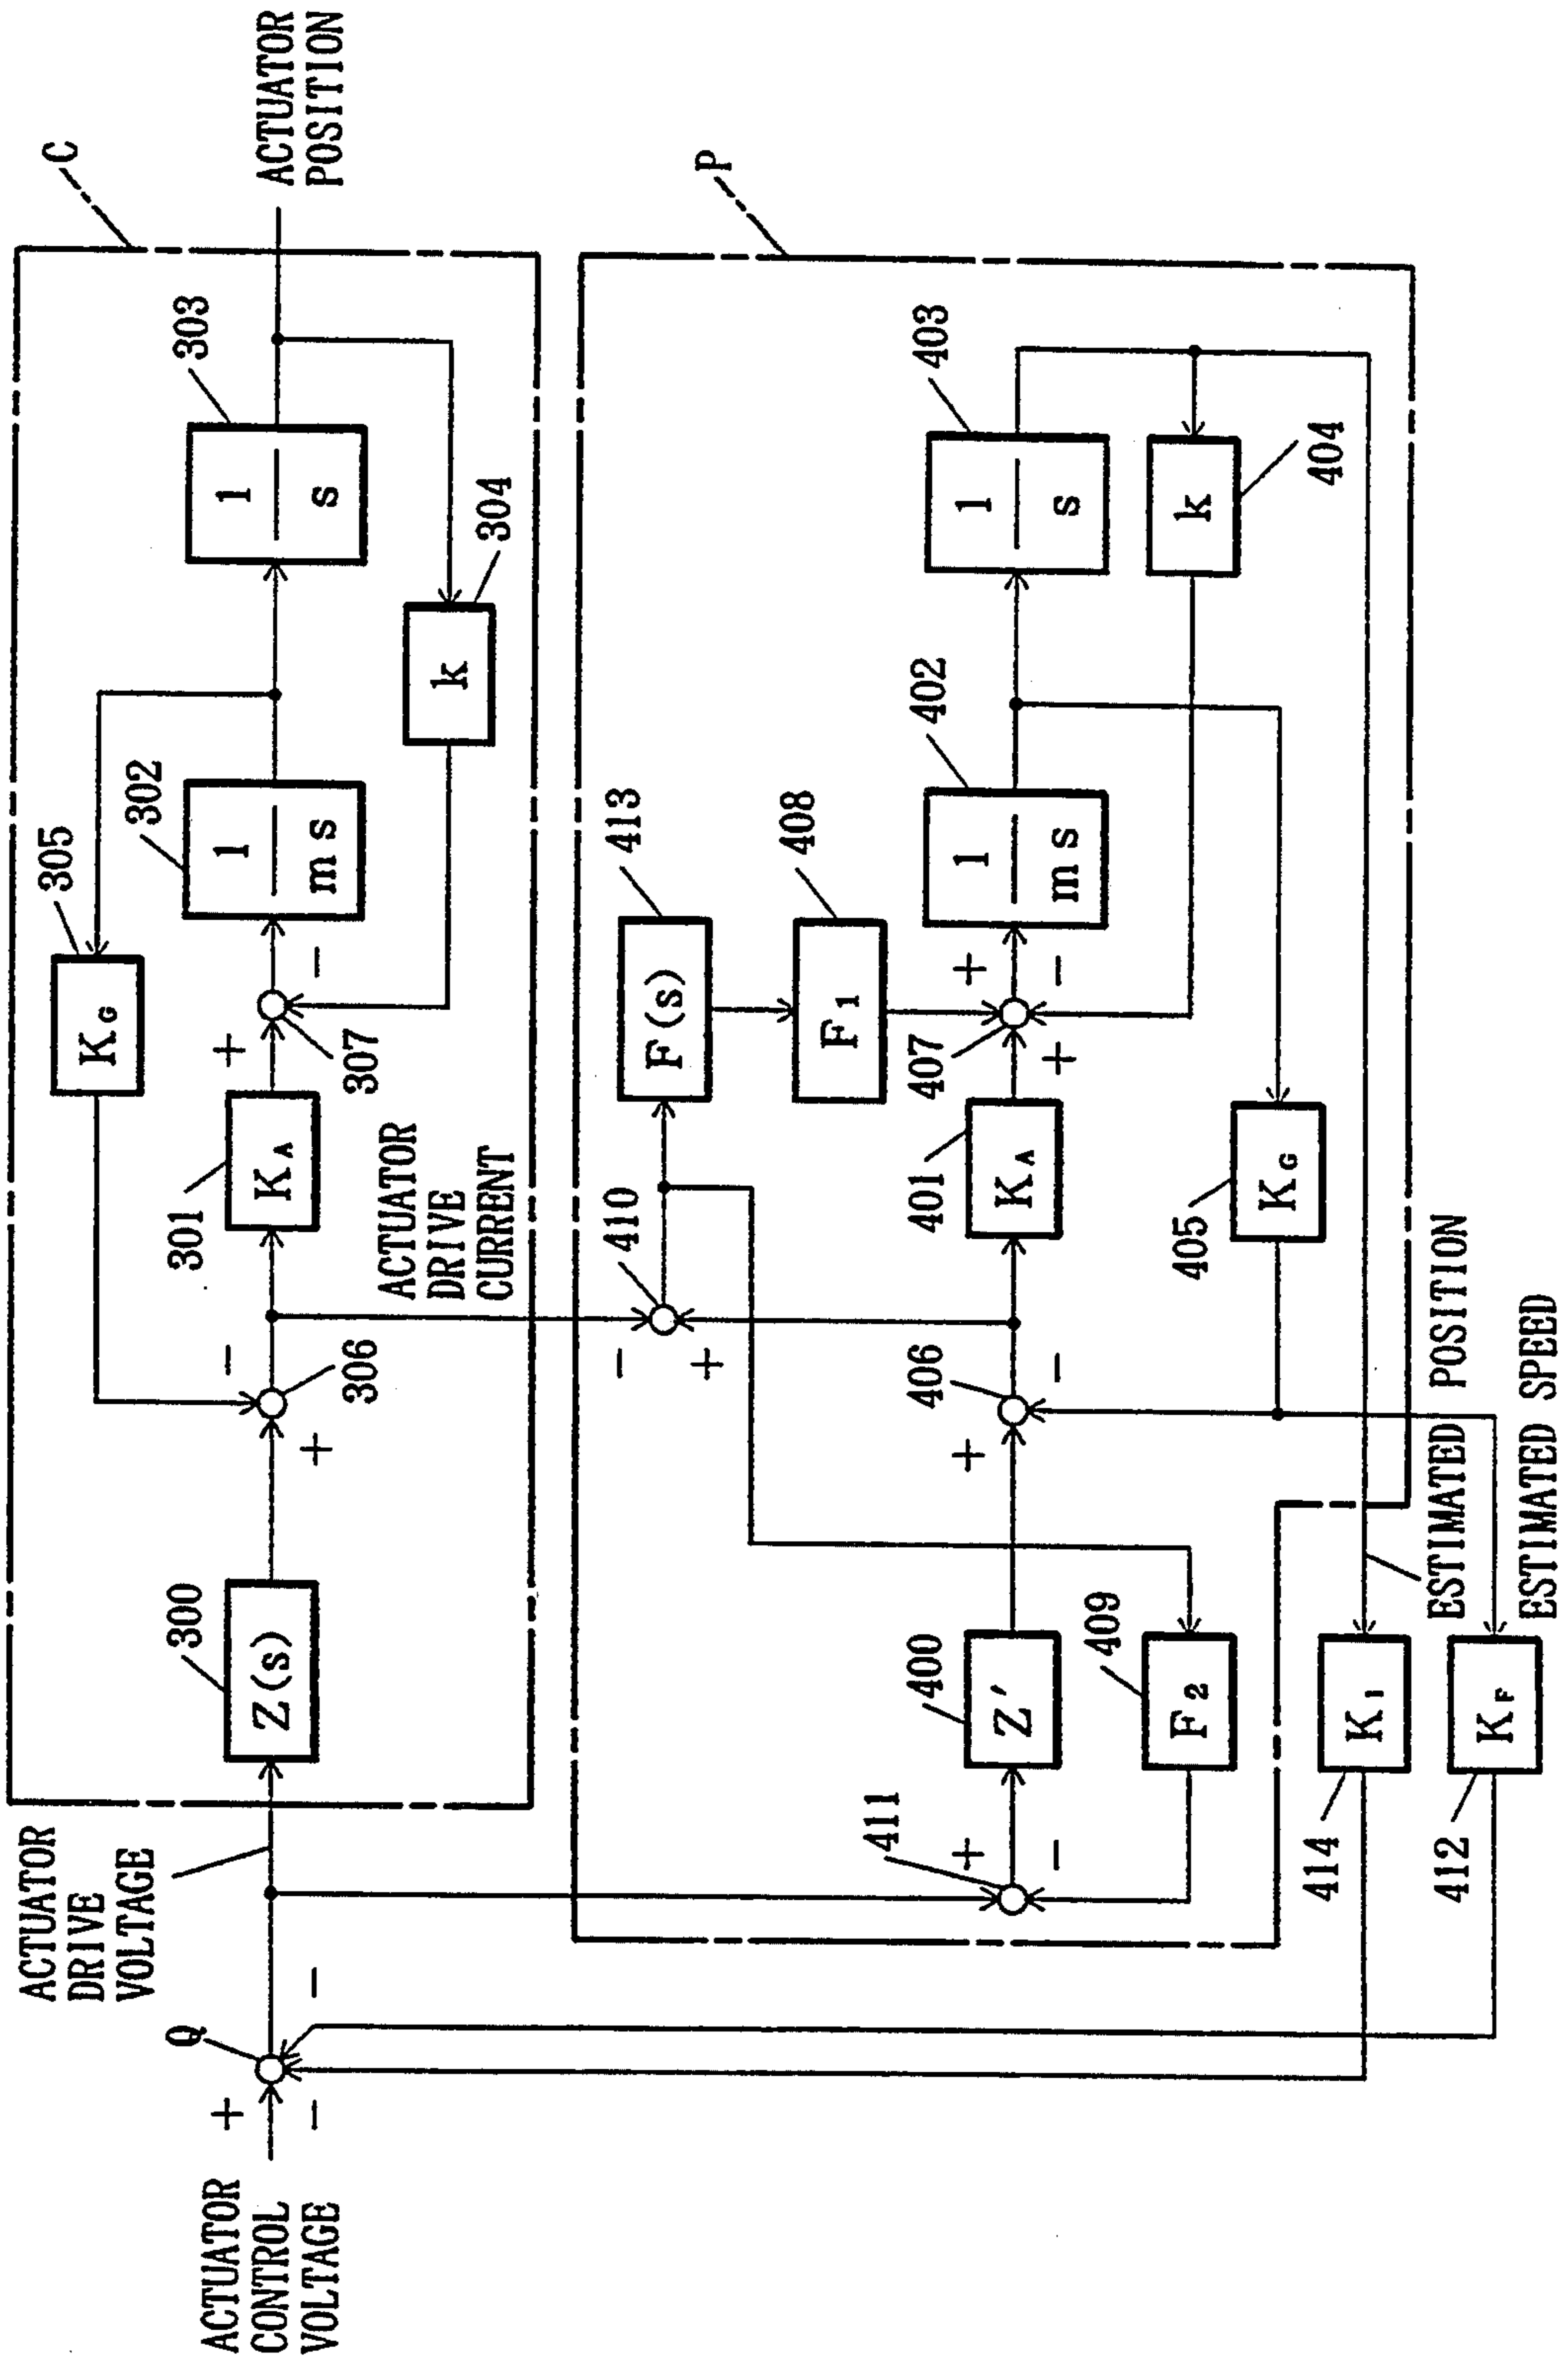 ACTUATOR
CONTROL
VOLTAGE
+
−
−
Q
ACTUATOR
DRIVE
VOLTAGE
C
300
Z(s)
+
−
306
305
KG
301
KA
ACTUATOR
DRIVE
CURRENT
+
−
307
302
1
ms
303
1
s
304
k
ACTUATOR
POSITION
P
411
+
−
400
Z′
409
F2
+
−
406
410
−
+
413
F(s)
408
F1
401
KA
407
+
−
+
402
1
ms
403
1
s
404
k
405
KG
414
K1
412
KF
ESTIMATED POSITION
ESTIMATED SPEED